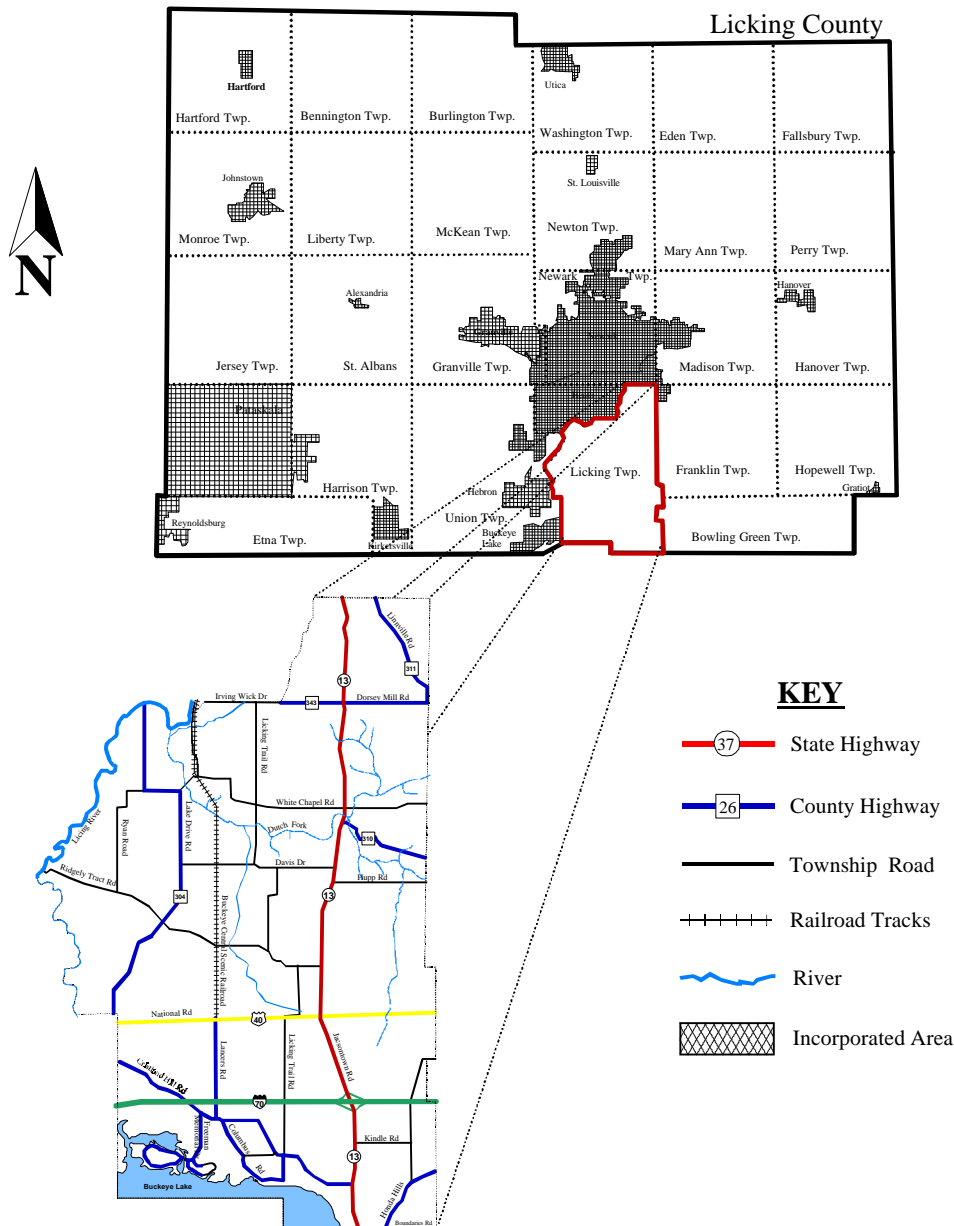 Licking County
Hartford
Utica
Hartford Twp.
Bennington Twp.
Burlington Twp.
Washington Twp.
Eden Twp.
Fallsbury Twp.
Johnstown
St. Louisville
Monroe Twp.
Liberty Twp.
McKean Twp.
Newton Twp.
Mary Ann Twp.
Perry Twp.
N
Newark Twp.
Alexandria
Hanover
Jersey Twp.
St. Albans
Granville Twp.
Madison Twp.
Hanover Twp.
Pataskala
Harrison Twp.
Hebron
Licking Twp.
Franklin Twp.
Hopewell Twp.
Gratiot
Reynoldsburg
Etna Twp.
Kirkersville
Union Twp.
Buckeye
Lake
Bowling Green Twp.
Linnville Rd
311
13
Irving Wick Dr
343
Dorsey Mill Rd
Licking Trail Rd
Licing River
Ryan Road
Lake Drive Rd
White Chapel Rd
Dutch Fork
310
Davis Dr
Hupp Rd
Ridgely Tract Rd
304
13
Buckeye Central Scenic Railroad
National Rd
40
Lancers Rd
Licking Trail Rd
Jacksontown Rd
70
Freeman
Columbus
Rd
Kindle Rd
13
Buckeye Lake
Honda Hills
Boundaries Rd
KEY
37 State Highway
26 County Highway
Township Road
Railroad Tracks
River
Incorporated Area